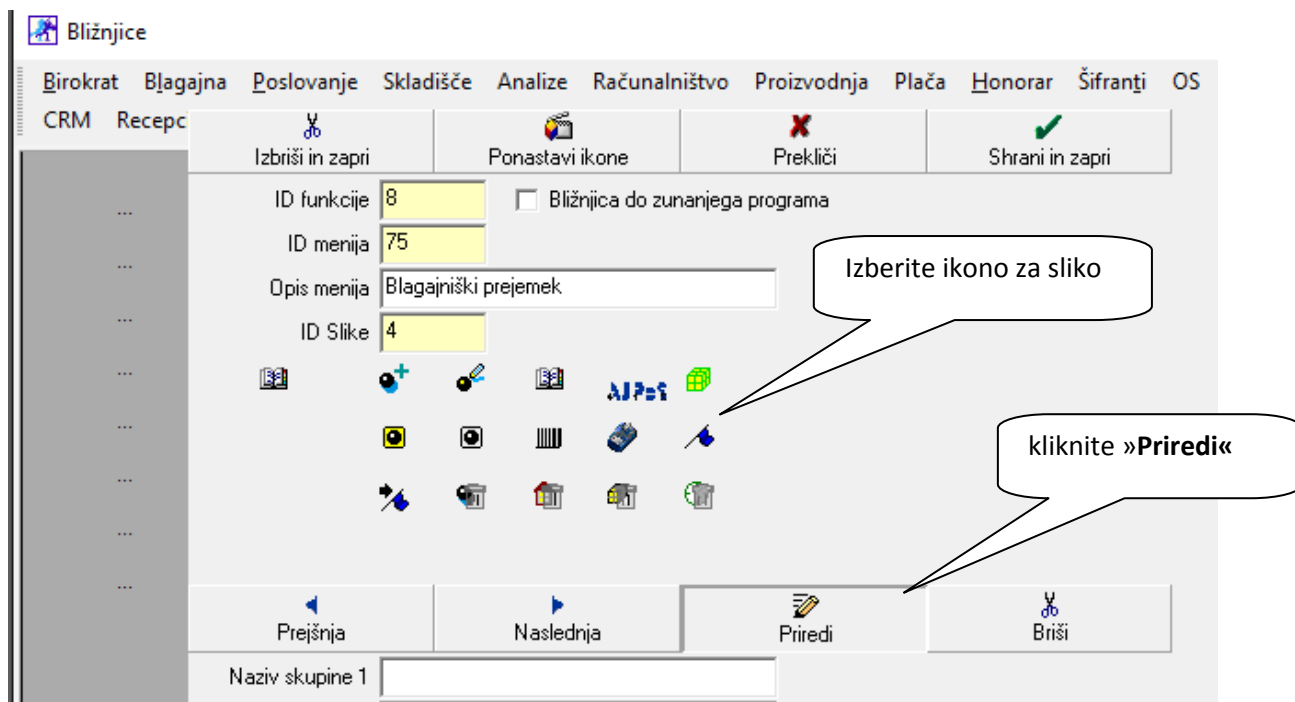 Bližnjice
Birokrat Blagajna Poslovanje Skladišče Analize Računalništvo Proizvodnja Plača Honorar Šifranti OS
CRM Recepc
Izbriši in zapri Ponastavi ikone Prekliči Shrani in zapri
ID funkcije 8 Bližnjica do zunanjega programa
...
ID menija 75
Izberite ikono za sliko
...
Opis menija Blagajniški prejemek
...
ID Slike 4
...
...
kliknite »Priredi«
...
...
...
Prejšnja Naslednja Priredi Briši
Naziv skupine 1